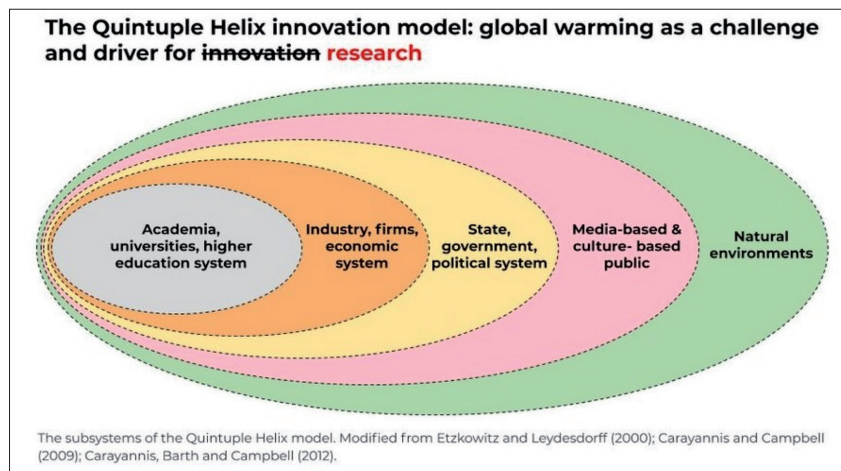 The Quintuple Helix innovation model: global warming as a challenge
and driver for innovation research
Academia,
universities, higher
education system
Industry, firms,
economic
system
State,
government,
political system
Media-based &
culture- based
public
Natural
environments
The subsystems of the Quintuple Helix model. Modified from Etzkowitz and Leydesdorff (2000); Carayannis and Campbell
(2009); Carayannis, Barth and Campbell (2012).